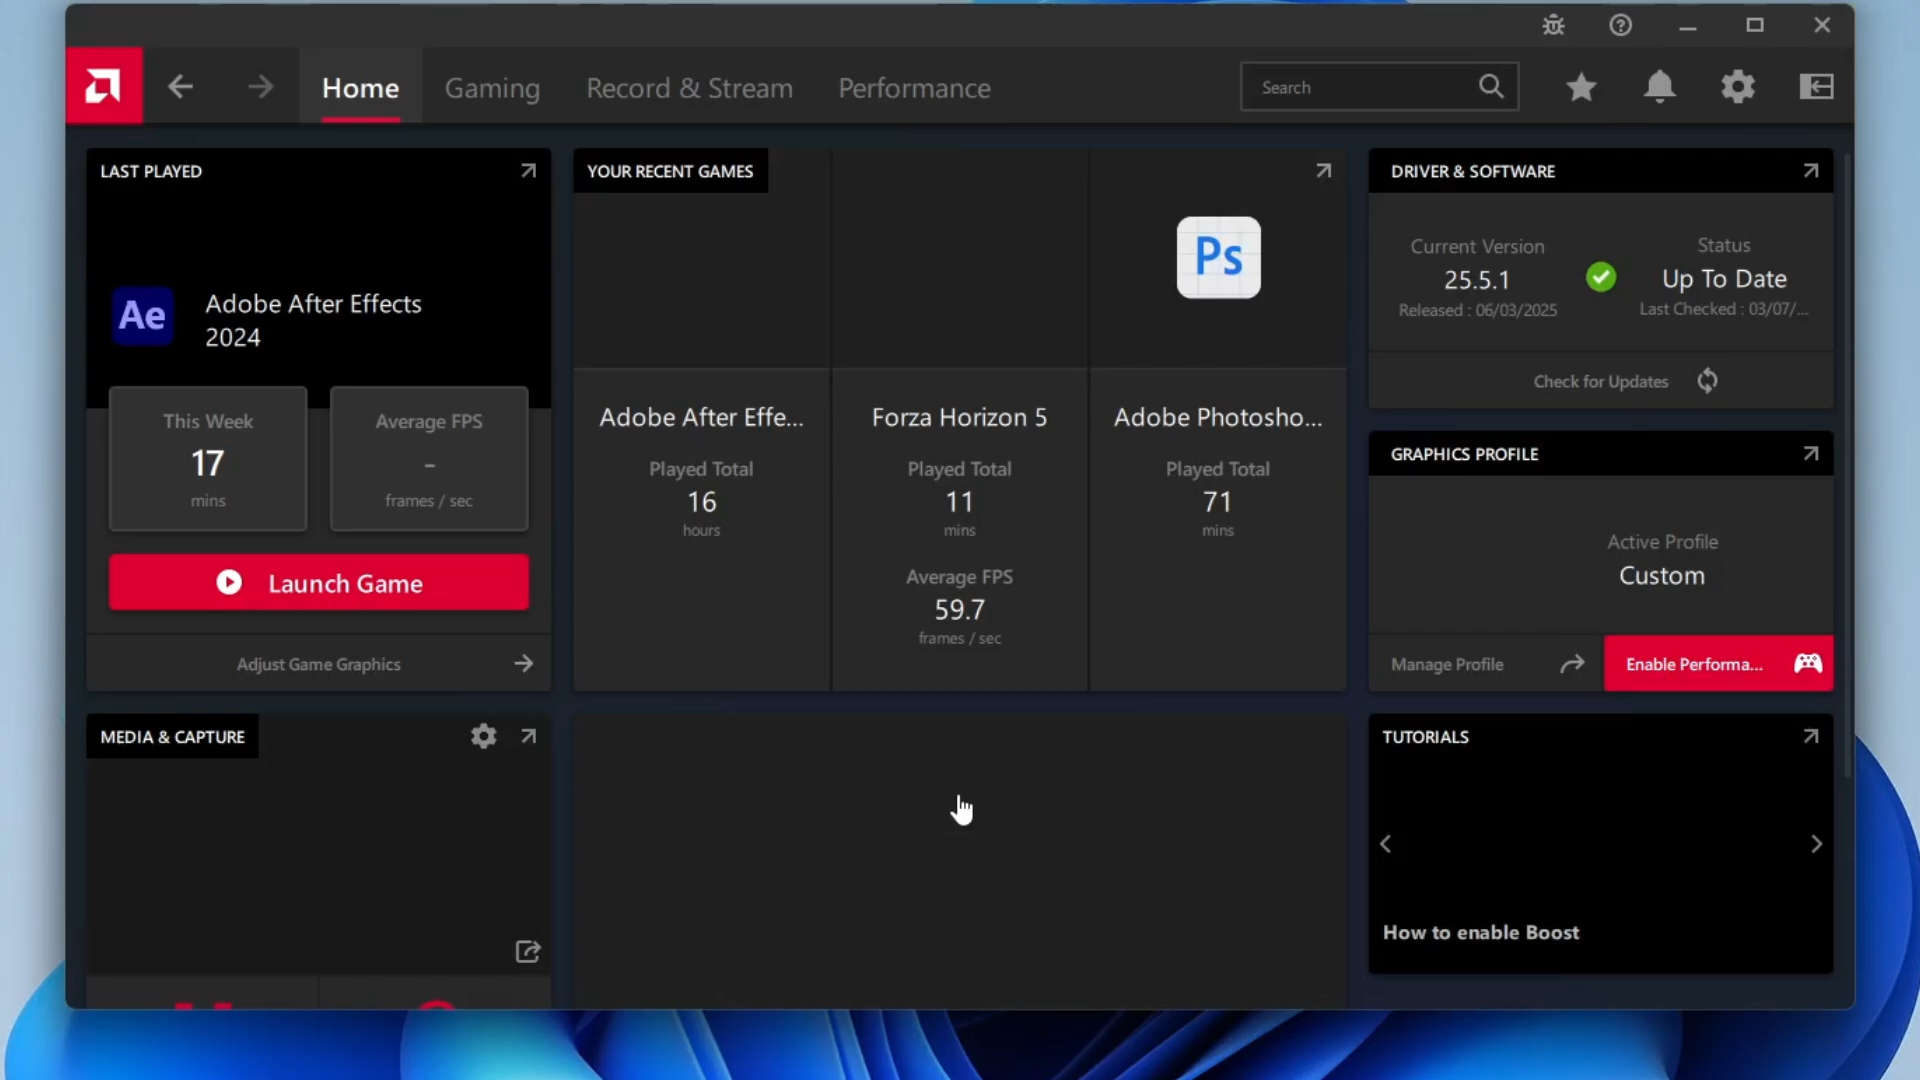 Home
Gaming
Record & Stream
Performance
Search
LAST PLAYED
Ae
Adobe After Effects
2024
This Week
17
mins
Average FPS
-
frames / sec
Launch Game
Adjust Game Graphics
YOUR RECENT GAMES
Ps
Adobe After Effe...
Played Total
16
hours
Forza Horizon 5
Played Total
11
mins
Average FPS
59.7
frames / sec
Adobe Photosho...
Played Total
71
mins
DRIVER & SOFTWARE
Current Version
25.5.1
Released : 06/03/2025
Status
Up To Date
Last Checked : 03/07/...
Check for Updates
GRAPHICS PROFILE
Active Profile
Custom
Manage Profile
Enable Performa...
MEDIA & CAPTURE
TUTORIALS
How to enable Boost